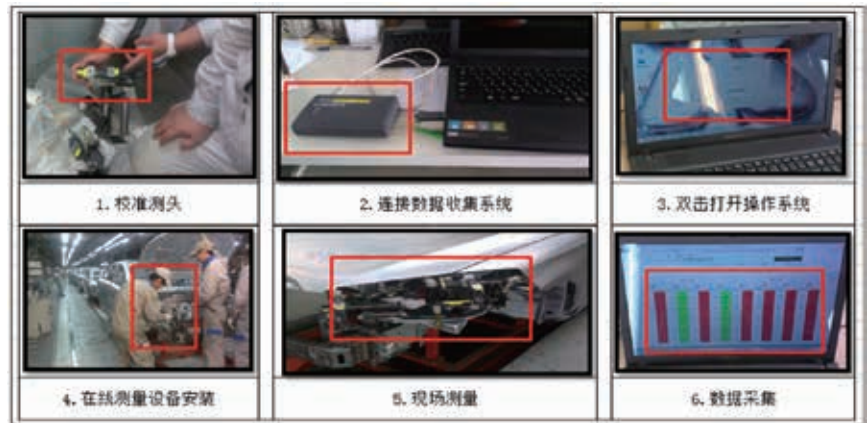 1. 校准测头
2. 连接数据收集系统
3. 双击打开操作系统
4. 在线测量设备安装
5. 现场测量
6. 数据采集